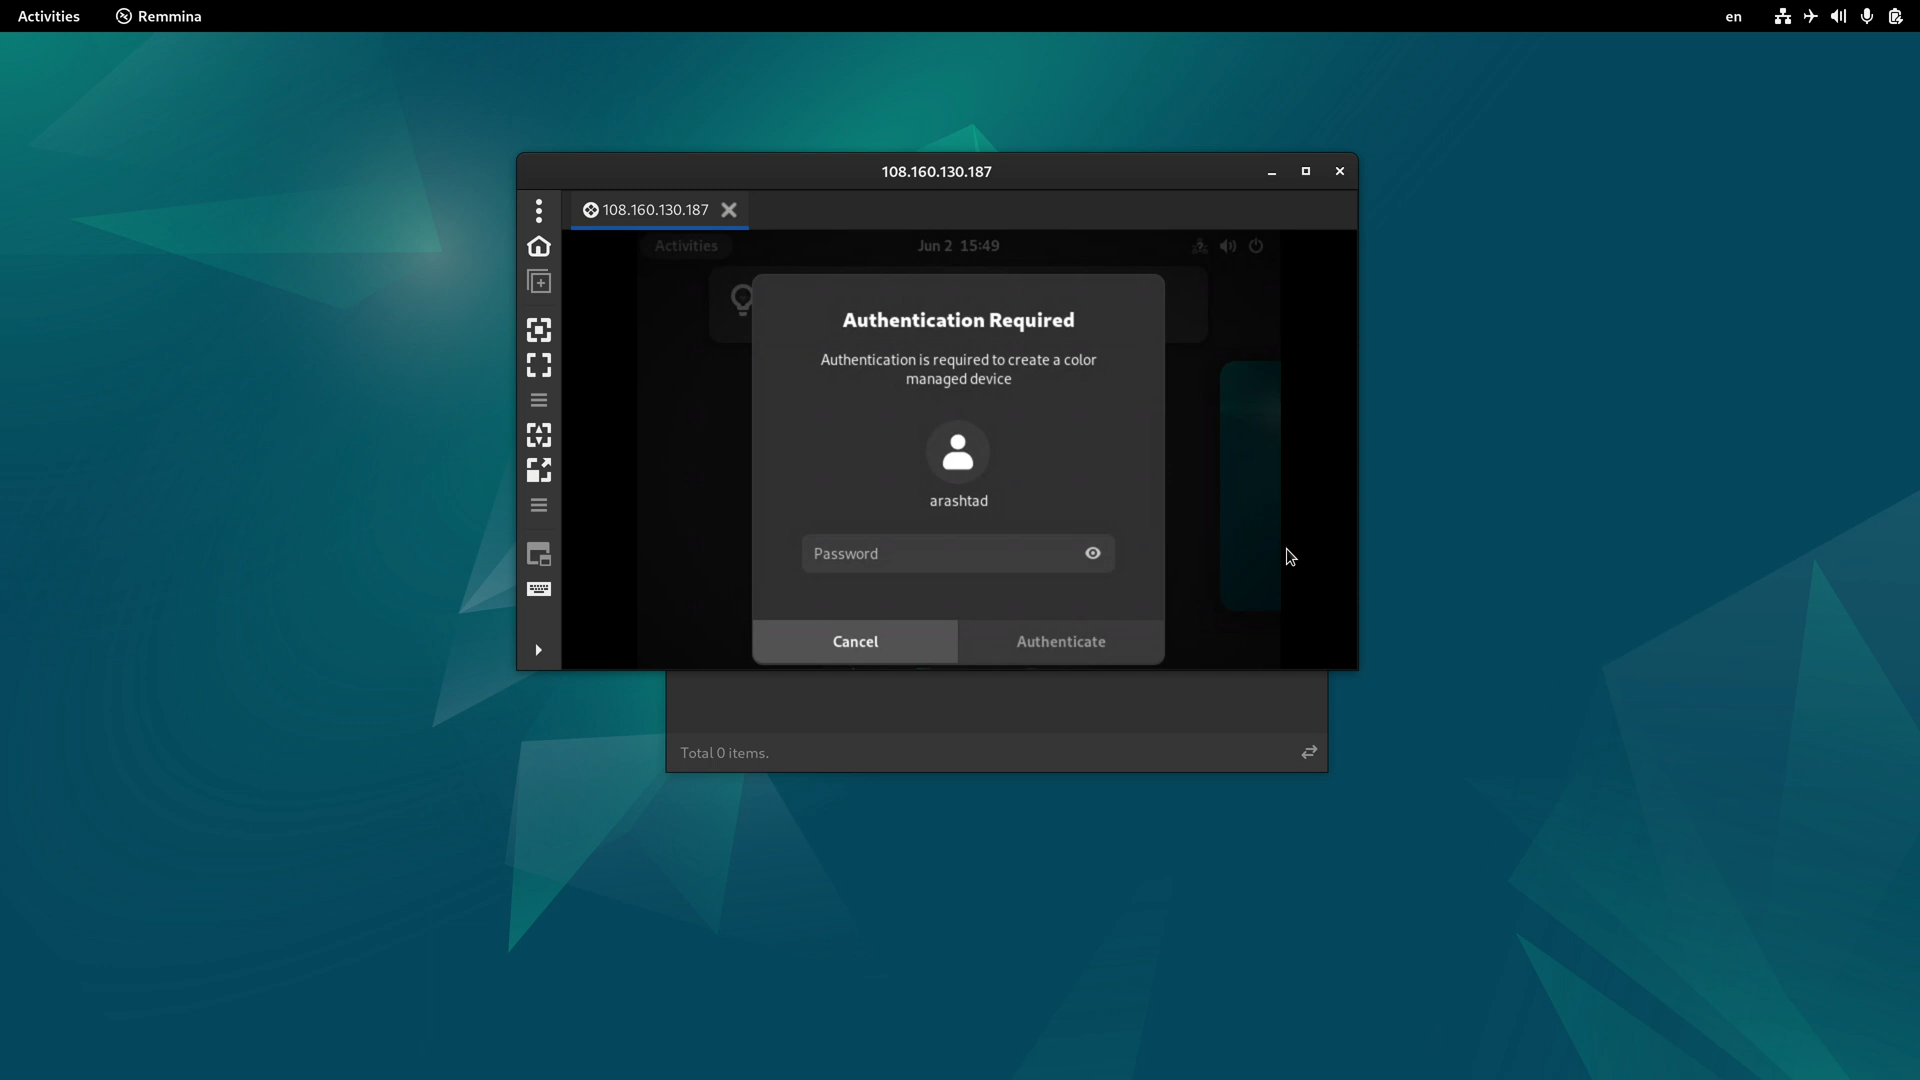 Activities
Remmina
en
108.160.130.187
108.160.130.187
Activities
Jun 2 15:49
Authentication Required
Authentication is required to create a color
managed device
arashtad
Password
Cancel
Authenticate
Total 0 items.